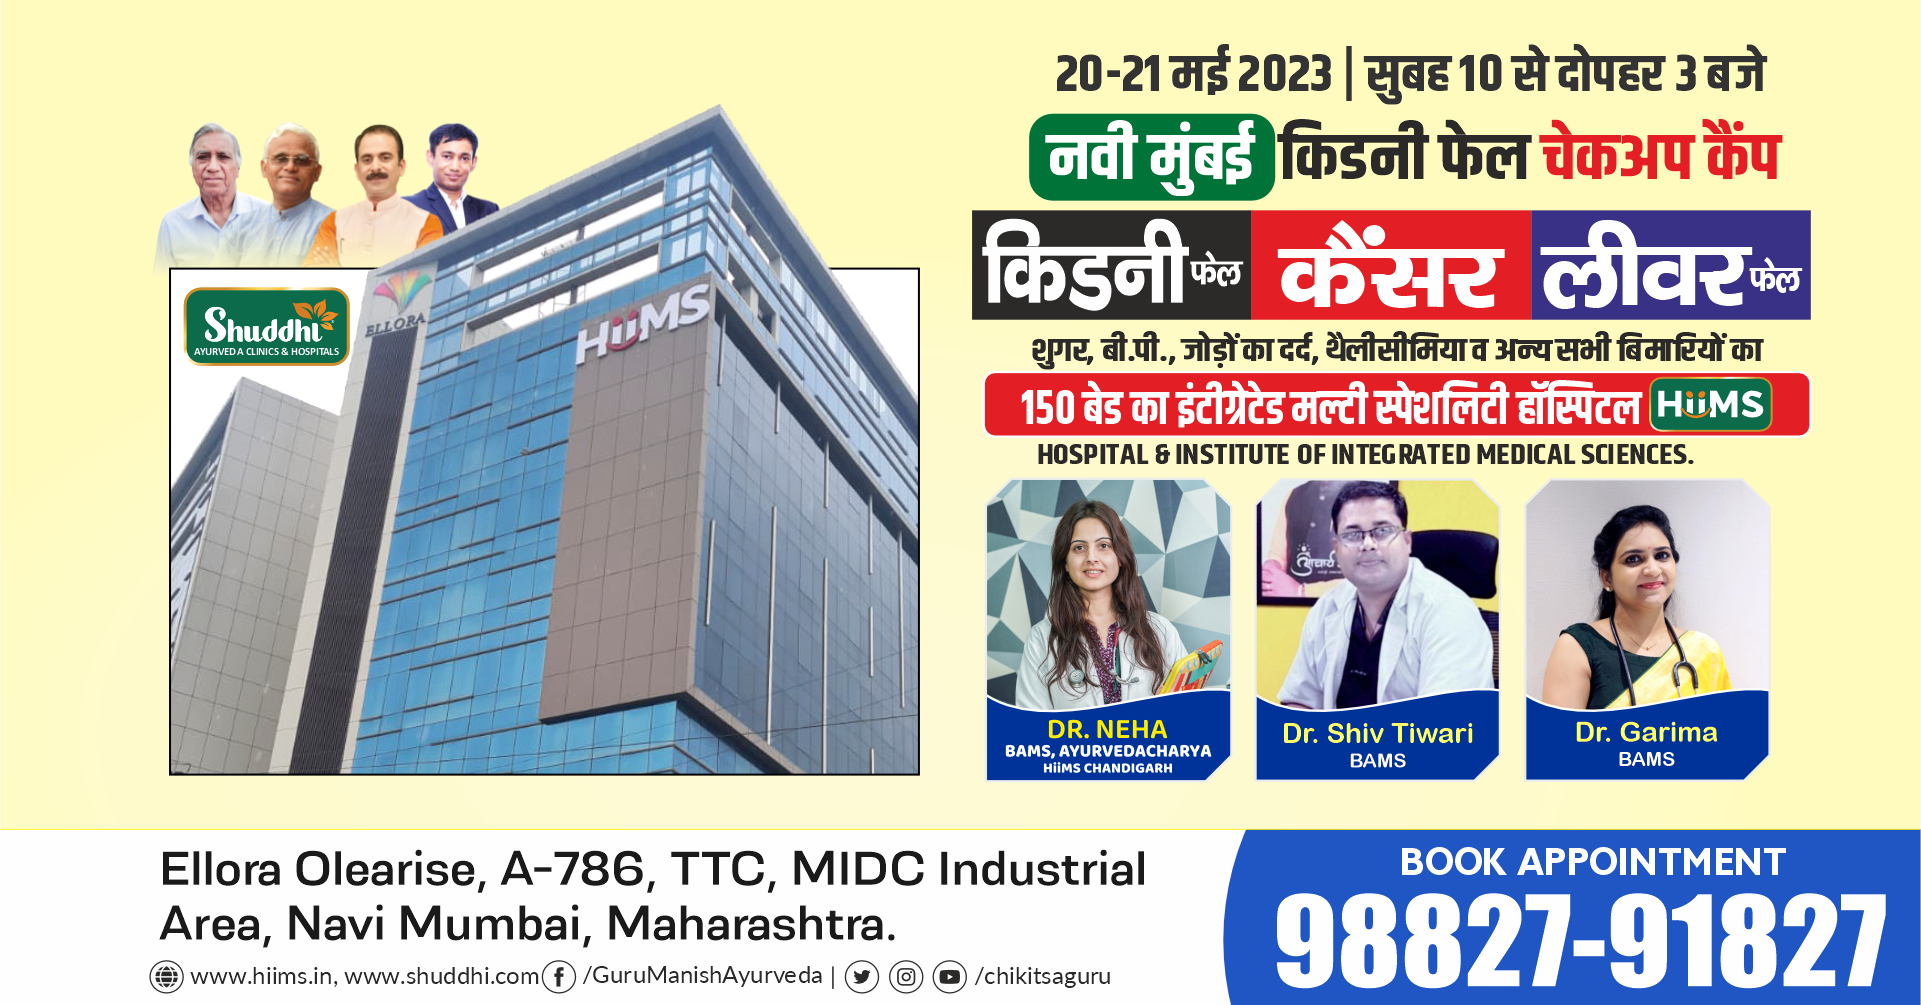 20-21 मई 2023 | सुबह 10 से दोपहर 3 बजे
नवी मुंबई किडनी फेल चेकअप कैंप
किडनी फेल कैंसर लीवर फेल
शुगर, बी.पी., जोड़ों का दर्द, थैलीसीमिया व अन्य सभी बिमारियों का
150 बेड का इंटीग्रेटेड मल्टी स्पेशलिटी हॉस्पिटल HiiMS
HOSPITAL & INSTITUTE OF INTEGRATED MEDICAL SCIENCES.
Shuddhi
AYURVEDA CLINICS & HOSPITALS
ELLORA
HiiMS
DR. NEHA
BAMS, AYURVEDACHARYA
HiiMS CHANDIGARH
Dr. Shiv Tiwari
BAMS
Dr. Garima
BAMS
Ellora Olearise, A-786, TTC, MIDC Industrial
Area, Navi Mumbai, Maharashtra.
www.hiims.in, www.shuddhi.com /GuruManishAyurveda | /chikitsaguru
BOOK APPOINTMENT
98827-91827